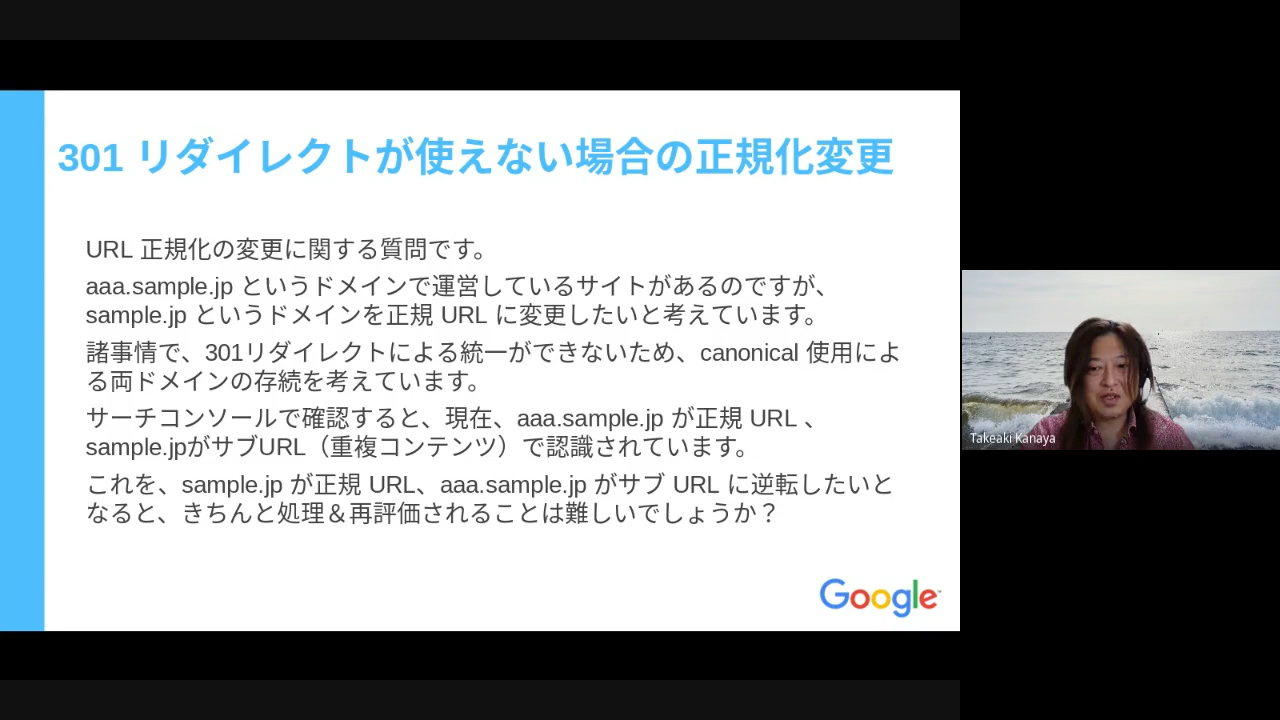 301 リダイレクトが使えない場合の正規化変更
URL 正規化の変更に関する質問です。
aaa.sample.jp というドメインで運営しているサイトがあるのですが、
sample.jp というドメインを正規 URL に変更したいと考えています。
諸事情で、301リダイレクトによる統一ができないため、canonical 使用によ
る両ドメインの存続を考えています。
サーチコンソールで確認すると、現在、aaa.sample.jp が正規 URL 、
sample.jpがサブURL（重複コンテンツ）で認識されています。
これを、sample.jp が正規 URL、aaa.sample.jp がサブ URL に逆転したいと
なると、きちんと処理＆再評価されることは難しいでしょうか？
Google
Takeaki Kanaya